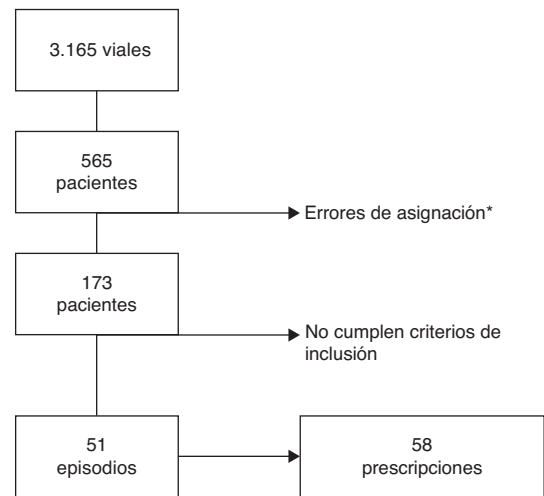 3.165 viales
565
pacientes
Errores de asignación*
173
pacientes
No cumplen criterios de
inclusión
51
episodios
58
prescripciones